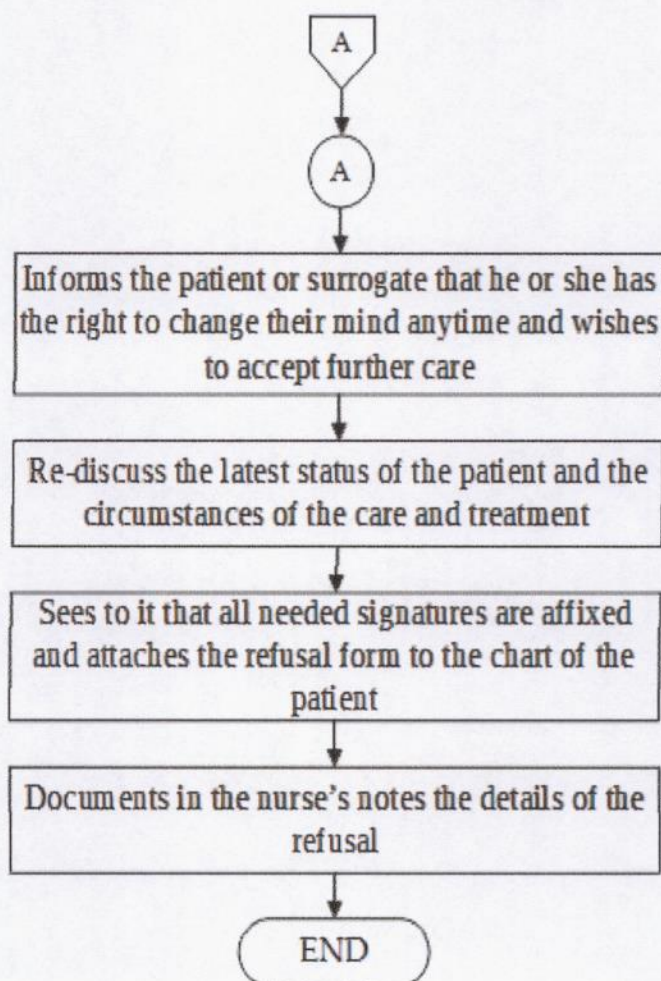 A
A
Informs the patient or surrogate that he or she has
the right to change their mind anytime and wishes
to accept further care
Re-discuss the latest status of the patient and the
circumstances of the care and treatment
Sees to it that all needed signatures are affixed
and attaches the refusal form to the chart of the
patient
Documents in the nurse's notes the details of the
refusal
END